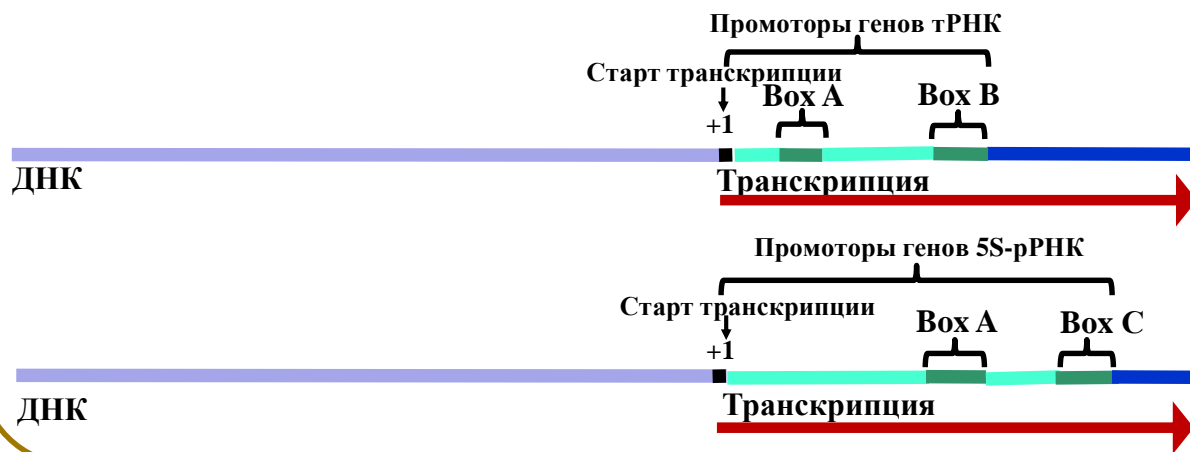 Промоторы генов тРНК
Старт транскрипции
Box A
Box B
+1
ДНК
Транскрипция
Промоторы генов 5S-рРНК
Старт транскрипции
Box A
Box C
+1
ДНК
Транскрипция